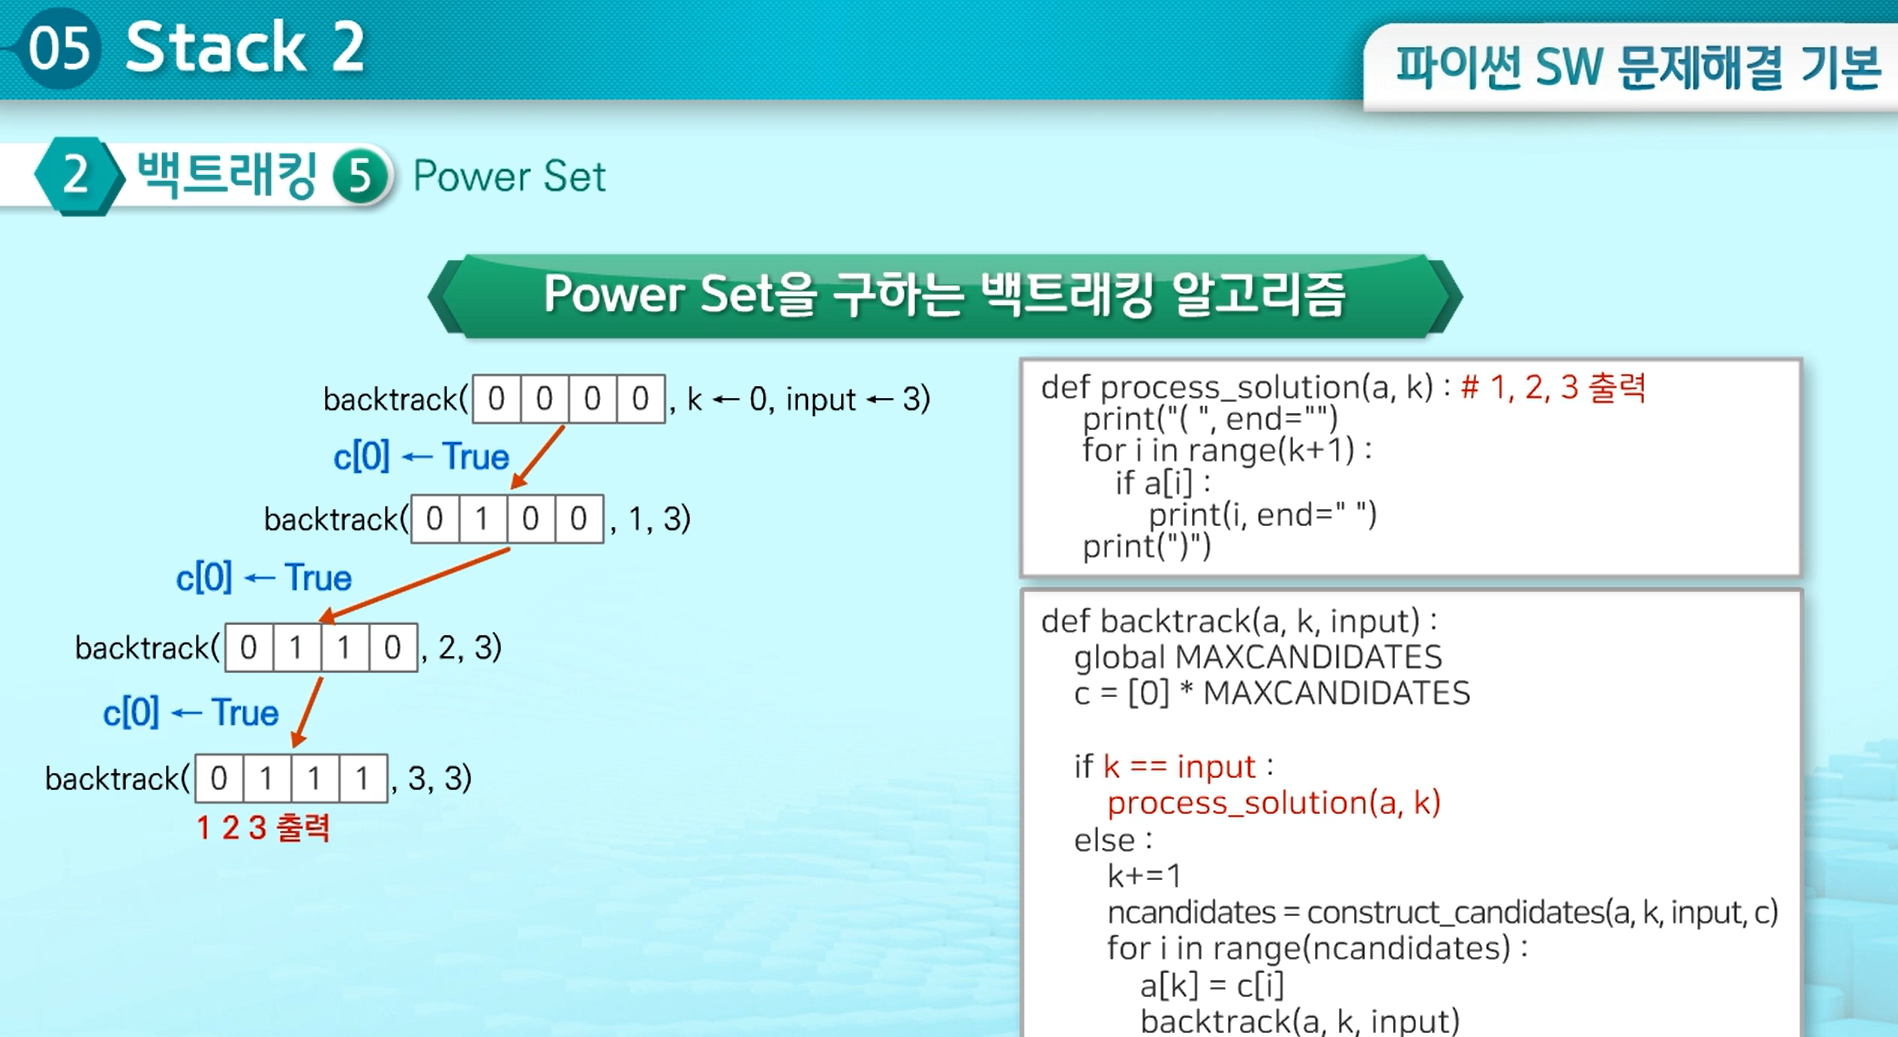 05 Stack 2
파이썬 SW 문제해결 기본
2 백트래킹 5 Power Set
Power Set을 구하는 백트래킹 알고리즘
backtrack( 0 0 0 0 , k ← 0, input ← 3)
c[0] ← True
backtrack( 0 1 0 0 , 1, 3)
c[0] ← True
backtrack( 0 1 1 0 , 2, 3)
c[0] ← True
backtrack( 0 1 1 1 , 3, 3)
1 2 3 출력
def process_solution(a, k) : # 1, 2, 3 출력
print("( ", end="")
for i in range(k+1) :
if a[i] :
print(i, end=" ")
print(")")
def backtrack(a, k, input) :
global MAXCANDIDATES
c = [0] * MAXCANDIDATES
if k == input :
process_solution(a, k)
else :
k+=1
ncandidates = construct_candidates(a, k, input, c)
for i in range(ncandidates) :
a[k] = c[i]
backtrack(a, k, input)